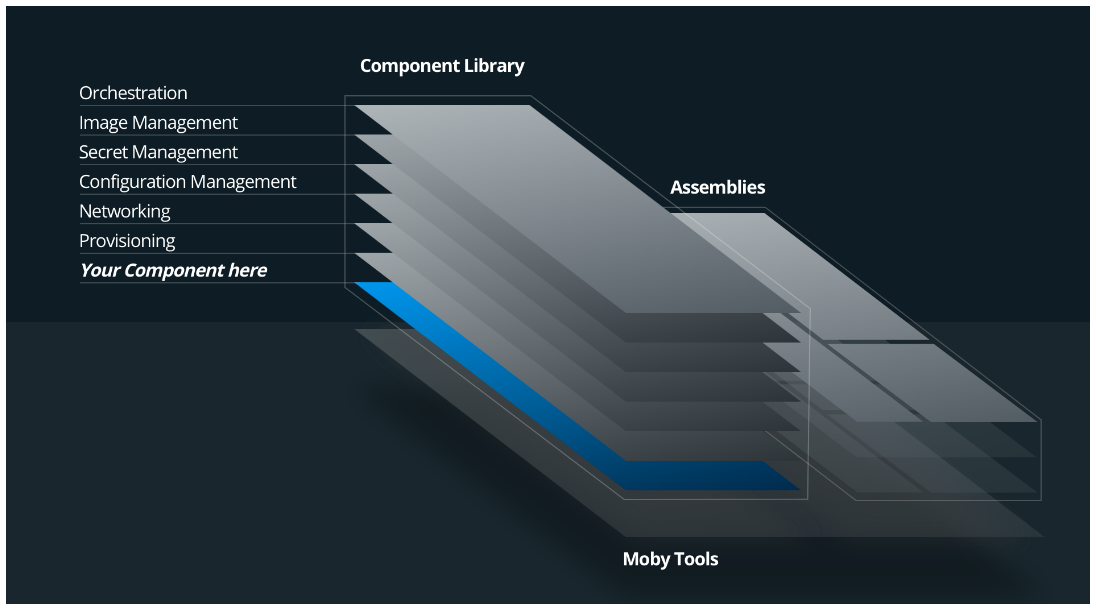 Component Library
Orchestration
Image Management
Secret Management
Configuration Management
Networking
Provisioning
Your Component here
Assemblies
Moby Tools